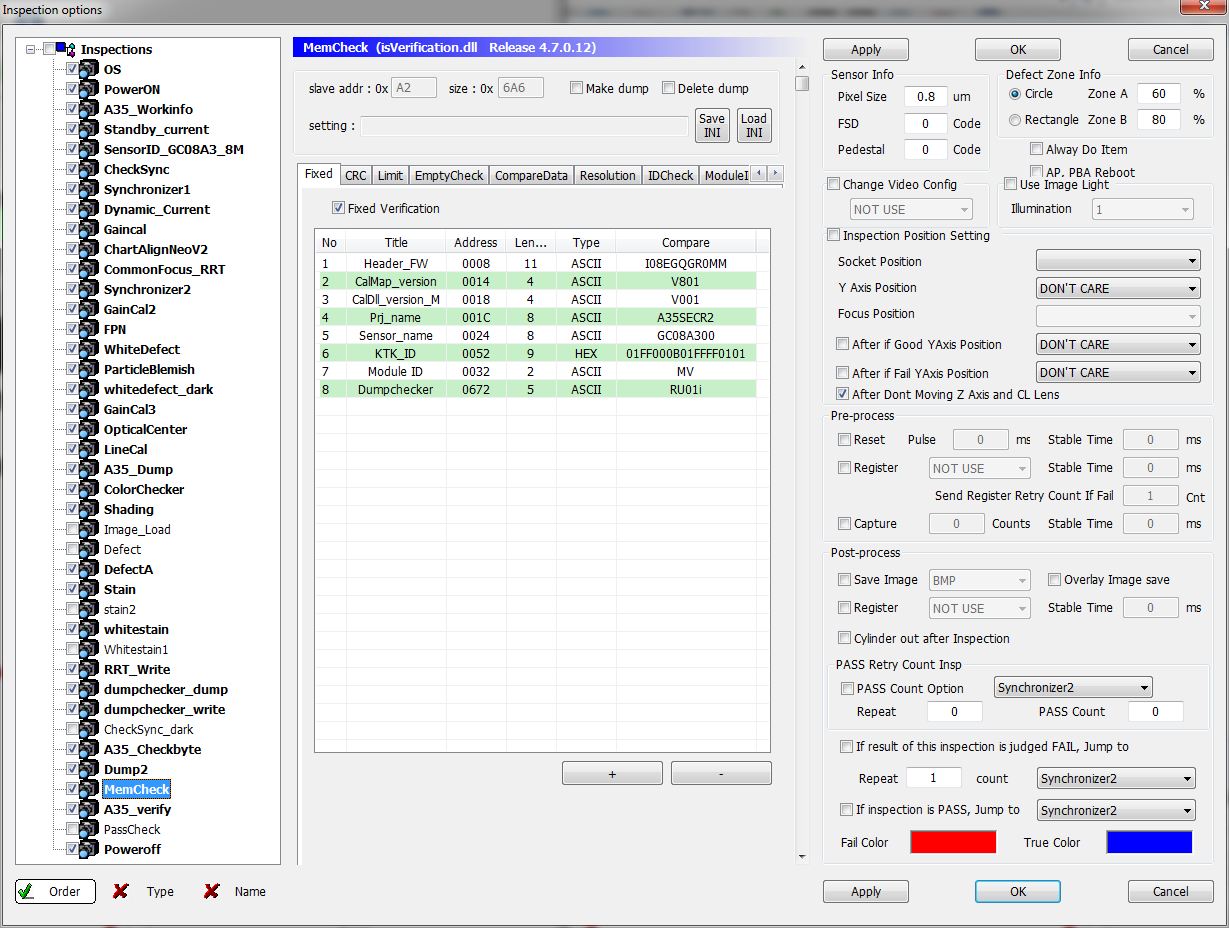 Inspection options
Inspections
OS
PowerON
A35_Workinfo
Standby_current
SensorID_GC08A3_8M
CheckSync
Synchronizer1
Dynamic_Current
Gaincal
ChartAlignNeoV2
CommonFocus_RRT
Synchronizer2
GainCal2
FPN
WhiteDefect
ParticleBlemish
whitedefect_dark
GainCal3
OpticalCenter
LineCal
A35_Dump
ColorChecker
Shading
Image_Load
Defect
DefectA
Stain
stain2
whitestain
Whitestain1
RRT_Write
dumpchecker_dump
dumpchecker_write
CheckSync_dark
A35_Checkbyte
Dump2
MemCheck
A35_verify
PassCheck
Poweroff
Order Type Name
MemCheck (isVerification.dll Release 4.7.0.12)
slave addr : 0x A2 size : 0x 6A6 Make dump Delete dump
setting : Save INI Load INI
Fixed CRC Limit EmptyCheck CompareData Resolution IDCheck ModuleI
Fixed Verification
No Title Address Len... Type Compare
1 Header_FW 0008 11 ASCII I08EGQGR0MM
2 CalMap_version 0014 4 ASCII V801
3 CalDll_version_M 0018 4 ASCII V001
4 Prj_name 001C 8 ASCII A35SECR2
5 Sensor_name 0024 8 ASCII GC08A300
6 KTK_ID 0052 9 HEX 01FF000B01FFFF0101
7 Module ID 0032 2 ASCII MV
8 Dumpchecker 0672 5 ASCII RU01i
+ -
Apply OK Cancel
Sensor Info
Pixel Size 0.8 um
FSD 0 Code
Pedestal 0 Code
Defect Zone Info
Circle Zone A 60 %
Rectangle Zone B 80 %
Alway Do Item
AP, PBA Reboot
Change Video Config
NOT USE
Use Image Light
Illumination 1
Inspection Position Setting
Socket Position
Y Axis Position DON'T CARE
Focus Position
After if Good YAxis Position DON'T CARE
After if Fail YAxis Position DON'T CARE
After Dont Moving Z Axis and CL Lens
Pre-process
Reset Pulse 0 ms Stable Time 0 ms
Register NOT USE Stable Time 0 ms
Send Register Retry Count If Fail 1 Cnt
Capture 0 Counts Stable Time 0 ms
Post-process
Save Image BMP Overlay Image save
Register NOT USE Stable Time 0 ms
Cylinder out after Inspection
PASS Retry Count Insp
PASS Count Option Synchronizer2
Repeat 0 PASS Count 0
If result of this inspection is judged FAIL, Jump to
Repeat 1 count Synchronizer2
If inspection is PASS, Jump to Synchronizer2
Fail Color True Color
Apply OK Cancel